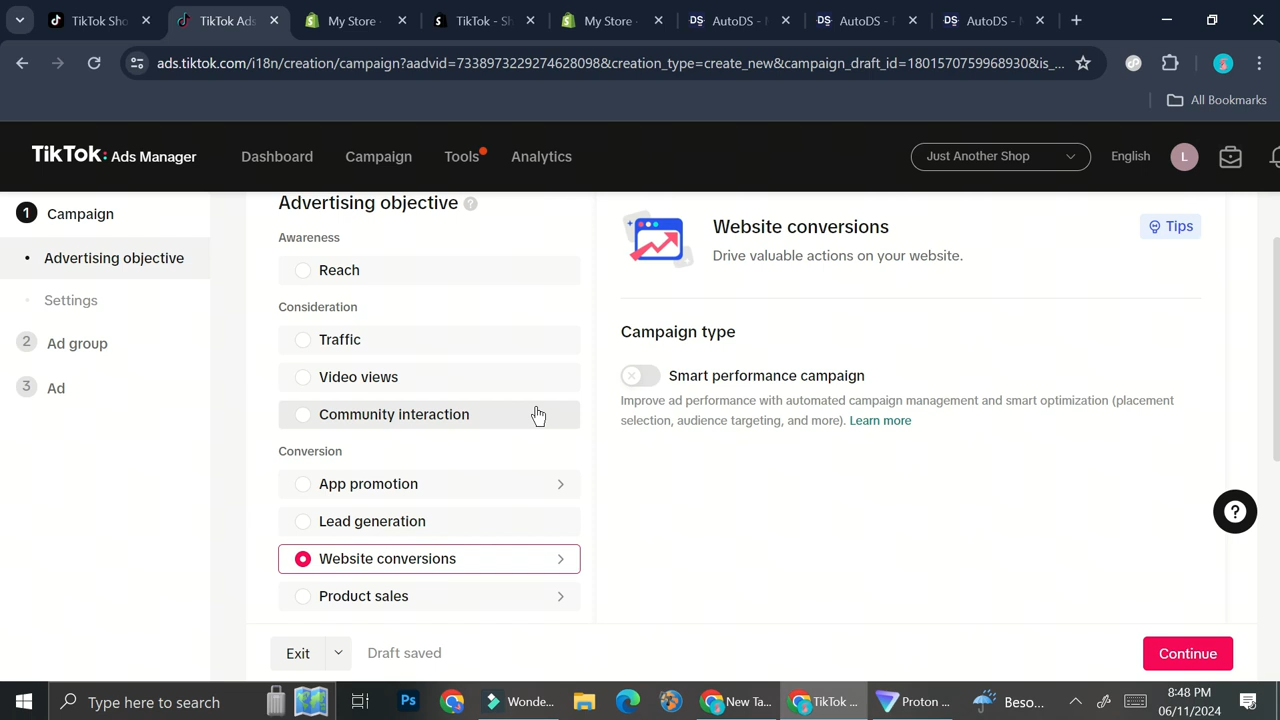 TikTok Sho
TikTok Ads
My Store
TikTok - Sh
My Store
AutoDS -
AutoDS -
AutoDS -
ads.tiktok.com/i18n/creation/campaign?aadvid=7338973229274628098&creation_type=create_new&campaign_draft_id=1801570759968930&is_...
All Bookmarks
TikTok: Ads Manager
Dashboard
Campaign
Tools
Analytics
Just Another Shop
English
L
1 Campaign
• Advertising objective
Settings
2 Ad group
3 Ad
Advertising objective ?
Awareness
Reach
Consideration
Traffic
Video views
Community interaction
Conversion
App promotion
Lead generation
Website conversions
Product sales
Website conversions
Drive valuable actions on your website.
Tips
Campaign type
Smart performance campaign
Improve ad performance with automated campaign management and smart optimization (placement
selection, audience targeting, and more). Learn more
?
Exit
Draft saved
Continue
Type here to search
Ps
Wonde...
New Ta...
TikTok ...
Proton ...
Beso...
8:48 PM
06/11/2024